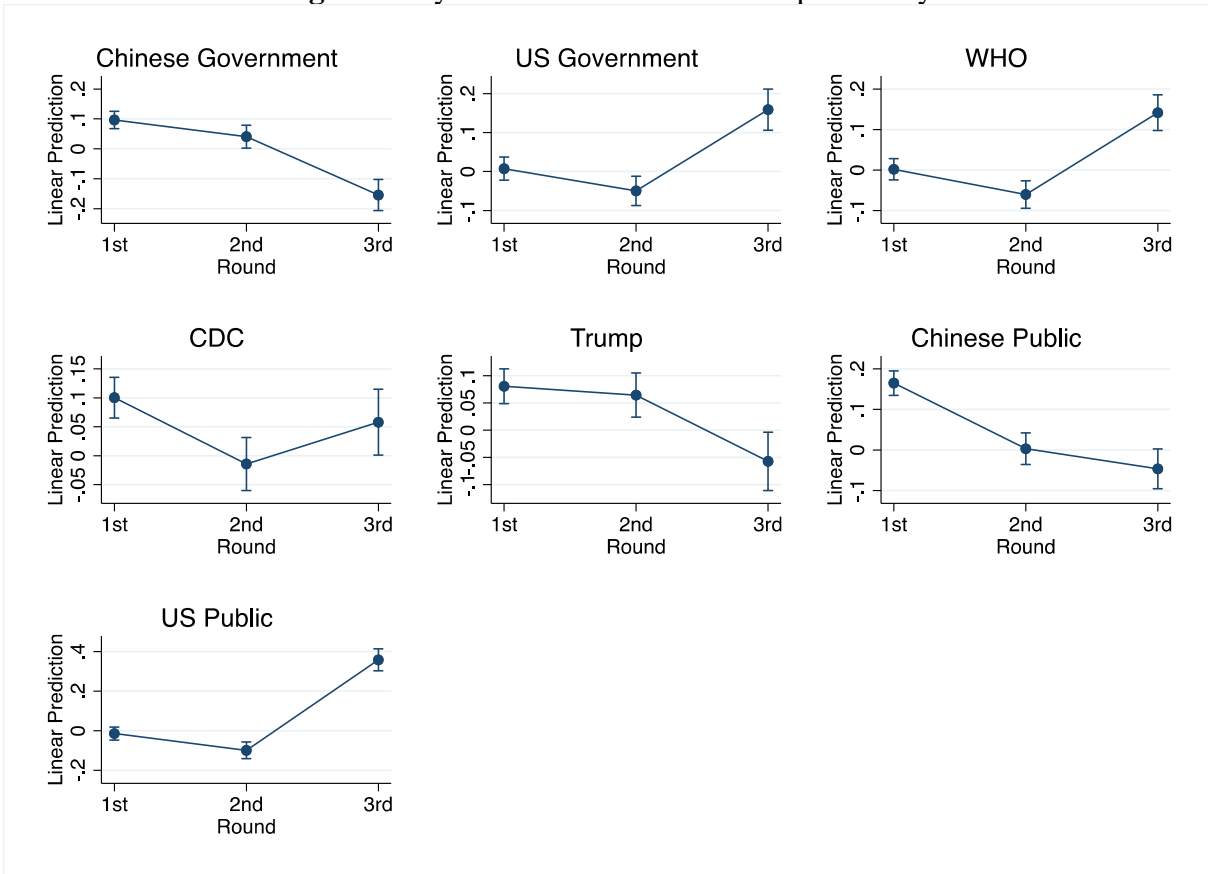 Chinese Government
Linear Prediction
.2
.1
0
-.1
-.2
1st 2nd 3rd
Round
US Government
Linear Prediction
.2
.1
0
-.1
1st 2nd 3rd
Round
WHO
Linear Prediction
.2
.1
0
-.1
1st 2nd 3rd
Round
CDC
Linear Prediction
.15
.1
.05
0
-.05
1st 2nd 3rd
Round
Trump
Linear Prediction
.1
.05
0
-.05
-.1
1st 2nd 3rd
Round
Chinese Public
Linear Prediction
.2
.1
0
-.1
1st 2nd 3rd
Round
US Public
Linear Prediction
.4
.2
0
-.2
1st 2nd 3rd
Round